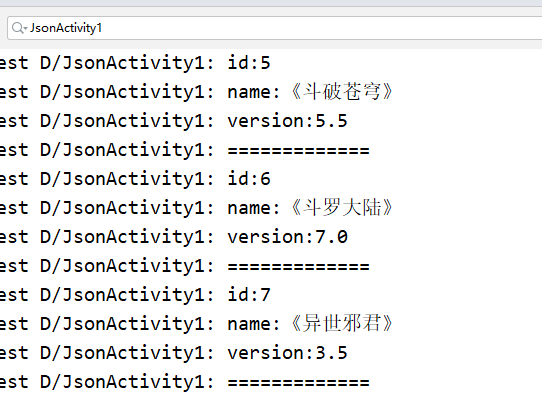 JsonActivity1
est D/JsonActivity1: id:5
est D/JsonActivity1: name:《斗破苍穹》
est D/JsonActivity1: version:5.5
est D/JsonActivity1: =============
est D/JsonActivity1: id:6
est D/JsonActivity1: name:《斗罗大陆》
est D/JsonActivity1: version:7.0
est D/JsonActivity1: =============
est D/JsonActivity1: id:7
est D/JsonActivity1: name:《异世邪君》
est D/JsonActivity1: version:3.5
est D/JsonActivity1: =============